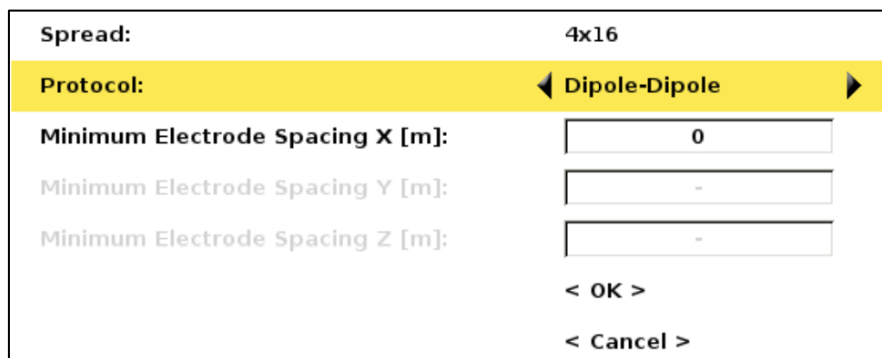 Spread: 4x16
Protocol: Dipole-Dipole
Minimum Electrode Spacing X [m]: 0
Minimum Electrode Spacing Y [m]: -
Minimum Electrode Spacing Z [m]: -
< OK >
< Cancel >